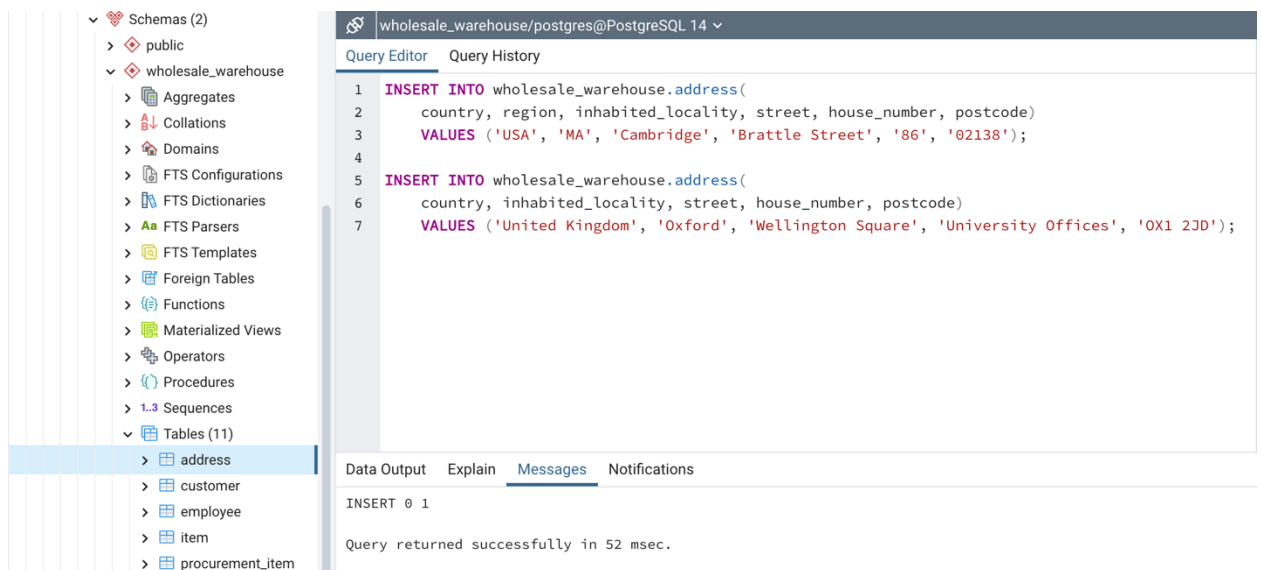 Schemas (2)
public
wholesale_warehouse
Aggregates
Collations
Domains
FTS Configurations
FTS Dictionaries
Aa FTS Parsers
FTS Templates
Foreign Tables
Functions
Materialized Views
Operators
Procedures
1..3 Sequences
Tables (11)
address
customer
employee
item
procurement_item
wholesale_warehouse/postgres@PostgreSQL 14
Query Editor Query History
1 INSERT INTO wholesale_warehouse.address(
2 country, region, inhabited_locality, street, house_number, postcode)
3 VALUES ('USA', 'MA', 'Cambridge', 'Brattle Street', '86', '02138');
4
5 INSERT INTO wholesale_warehouse.address(
6 country, inhabited_locality, street, house_number, postcode)
7 VALUES ('United Kingdom', 'Oxford', 'Wellington Square', 'University Offices', 'OX1 2JD');
Data Output Explain Messages Notifications
INSERT 0 1
Query returned successfully in 52 msec.